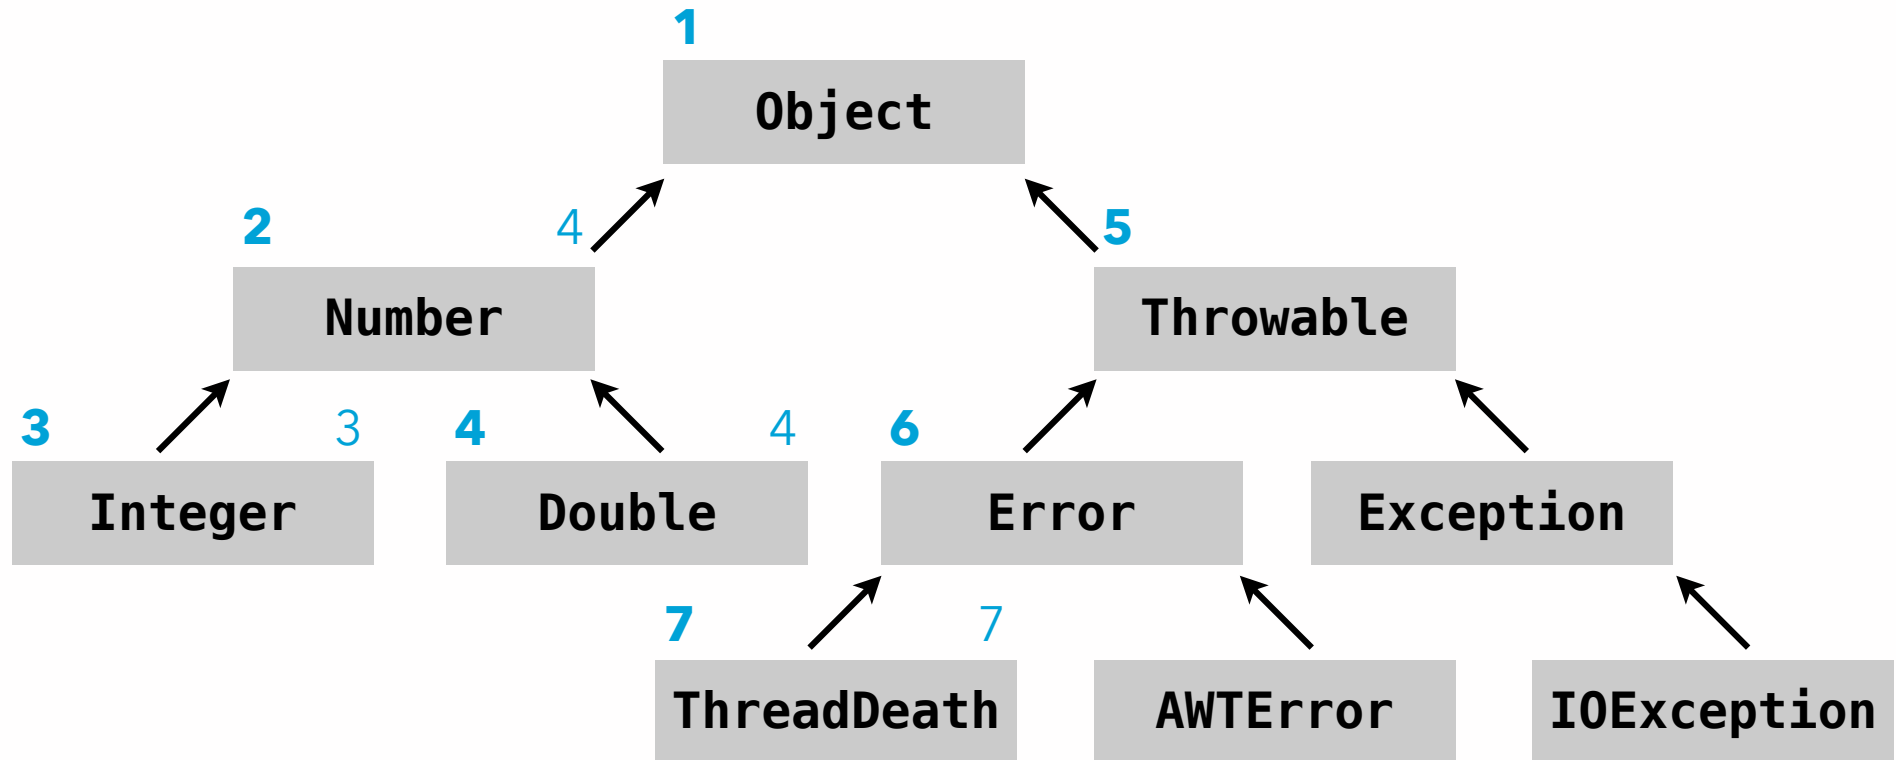 1
Object
2 4 5
Number Throwable
3 3 4 4 6
Integer Double Error Exception
7 7
ThreadDeath AWTError IOException